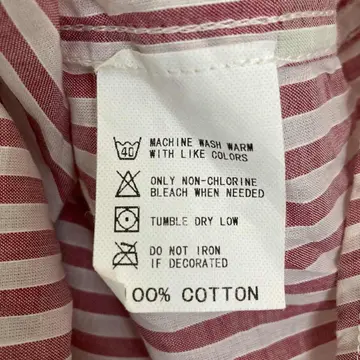 40
MACHINE WASH WARM
WITH LIKE COLORS
ONLY NON-CHLORINE
BLEACH WHEN NEEDED
TUMBLE DRY LOW
DO NOT IRON
IF DECORATED
100% COTTON